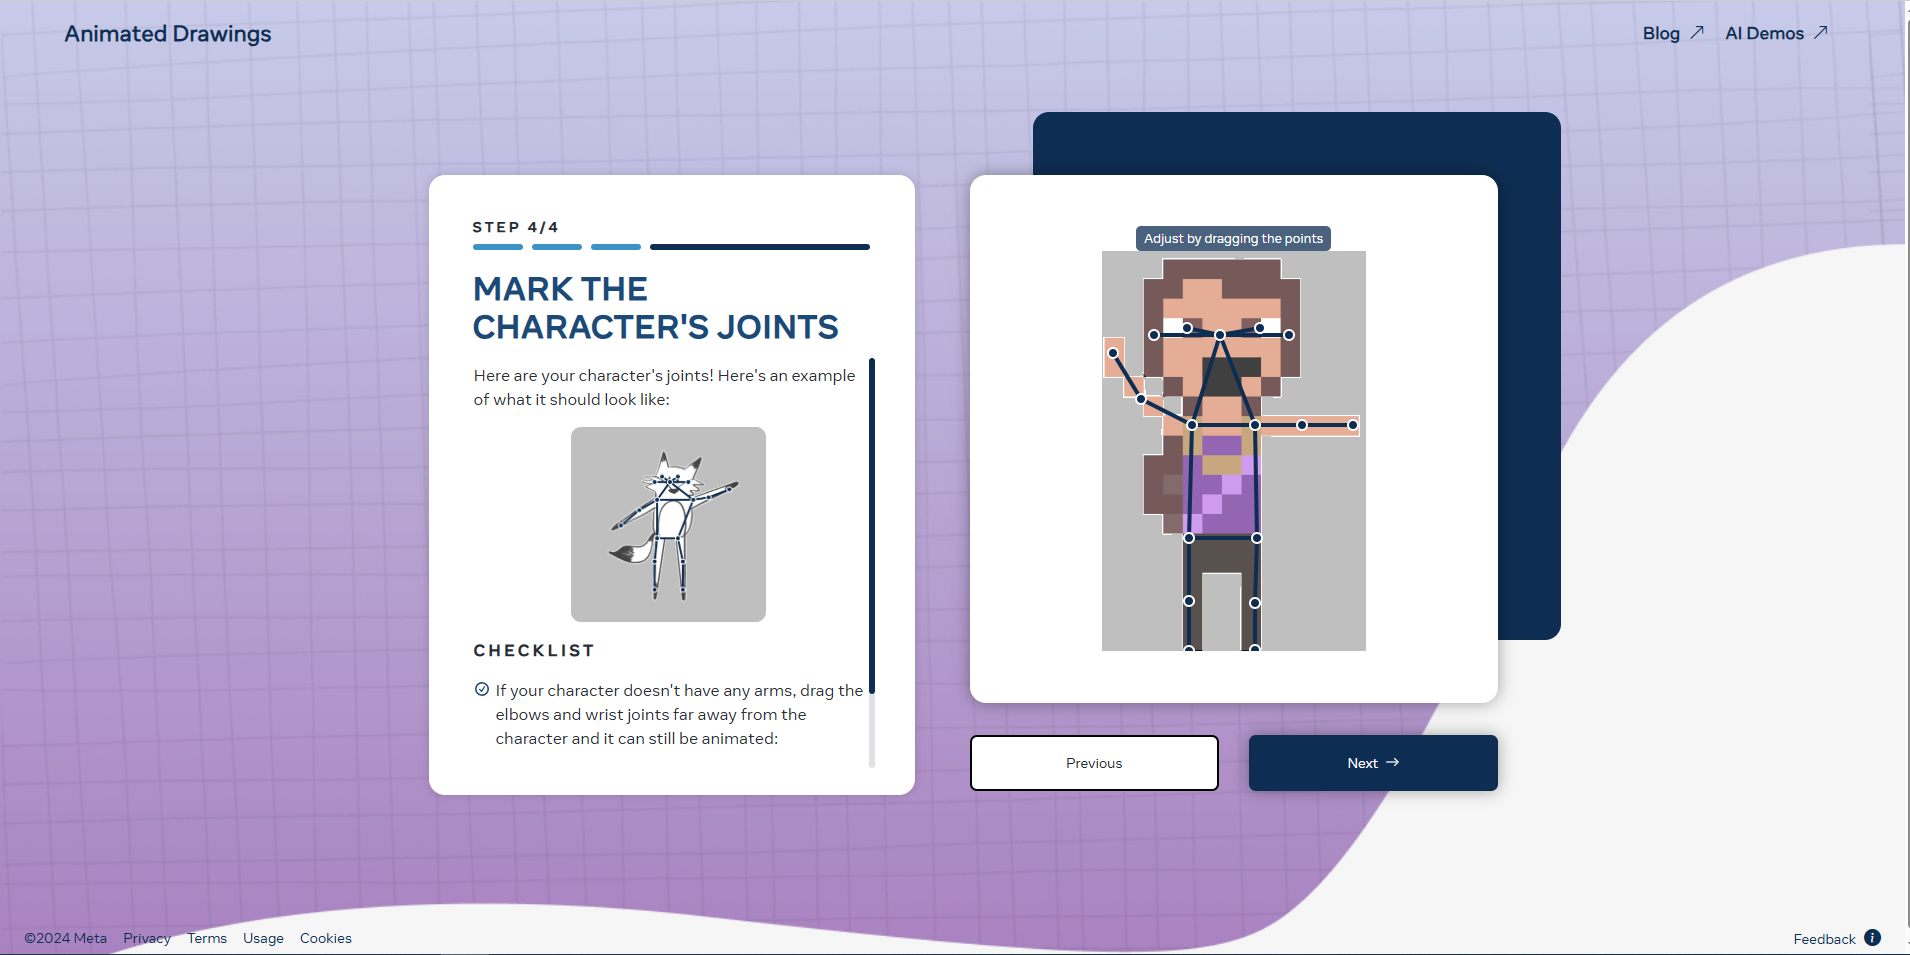 Animated Drawings
Blog
AI Demos
STEP 4/4
MARK THE
CHARACTER'S JOINTS
Here are your character's joints! Here's an example
of what it should look like:
CHECKLIST
If your character doesn't have any arms, drag the
elbows and wrist joints far away from the
character and it can still be animated:
Adjust by dragging the points
Previous
Next →
©2024 Meta Privacy Terms Usage Cookies
Feedback